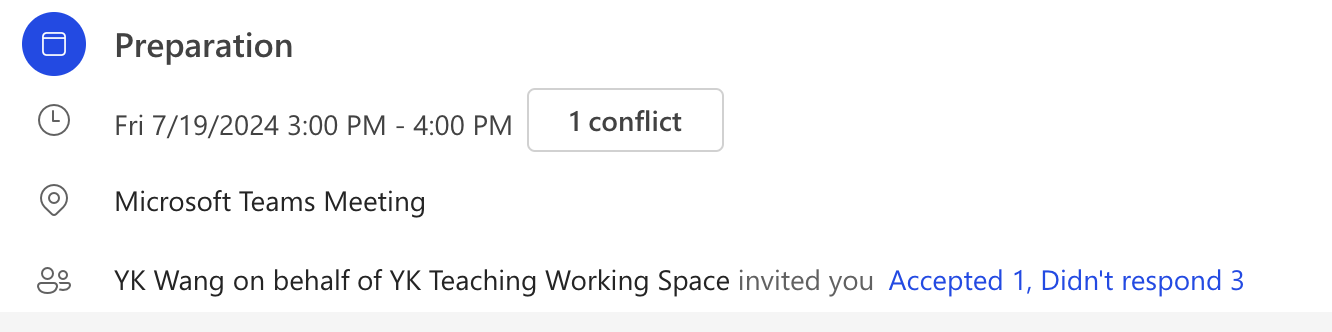 Preparation
Fri 7/19/2024 3:00 PM - 4:00 PM 1 conflict
Microsoft Teams Meeting
YK Wang on behalf of YK Teaching Working Space invited you Accepted 1, Didn't respond 3